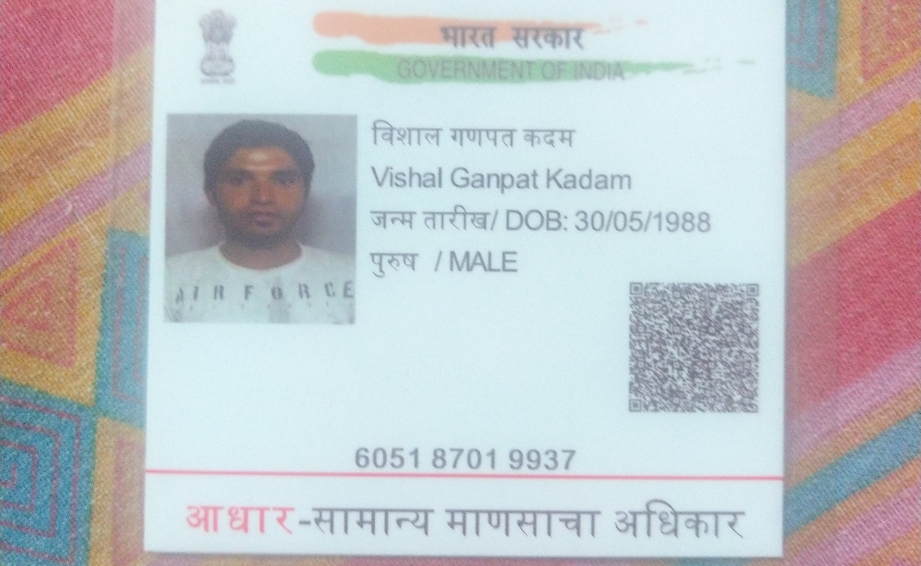 भारत सरकार
GOVERNMENT OF INDIA
विशाल गणपत कदम
Vishal Ganpat Kadam
जन्म तारीख/ DOB: 30/05/1988
पुरुष / MALE
AIR FORCE
6051 8701 9937
आधार-सामान्य माणसाचा अधिकार